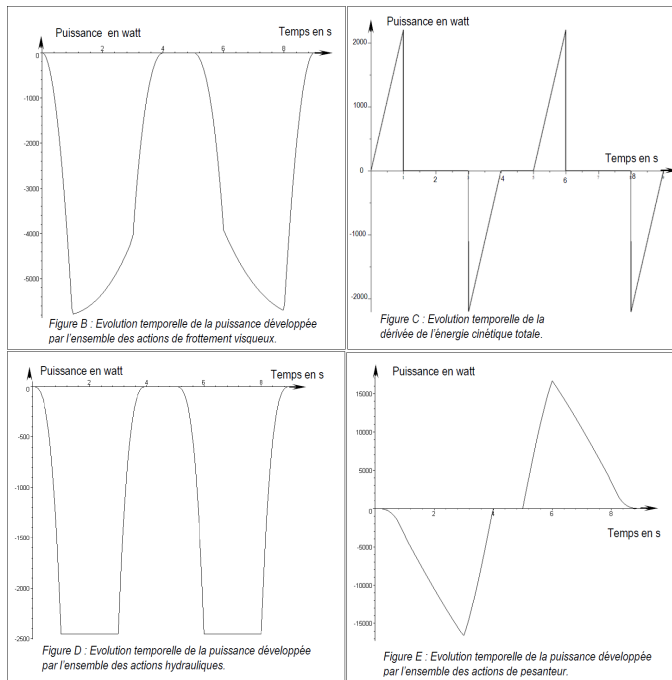 Puissance en watt
Temps en s
0
2
4
6
8
-1000
-2000
-3000
-4000
-5000
Figure B : Evolution temporelle de la puissance développée
par l'ensemble des actions de frottement visqueux.
Puissance en watt
2000
1000
0
-1000
-2000
Temps en s
1
2
3
4
5
6
7
8
Figure C : Evolution temporelle de la
dérivée de l'énergie cinétique totale.
Puissance en watt
Temps en s
0
2
4
6
8
-500
-1000
-1500
-2000
-2500
Figure D : Evolution temporelle de la puissance développée
par l'ensemble des actions hydrauliques.
Puissance en watt
15000
10000
5000
0
2
4
6
8
Temps en s
-5000
-10000
-15000
Figure E : Evolution temporelle de la puissance développée
par l'ensemble des actions de pesanteur.